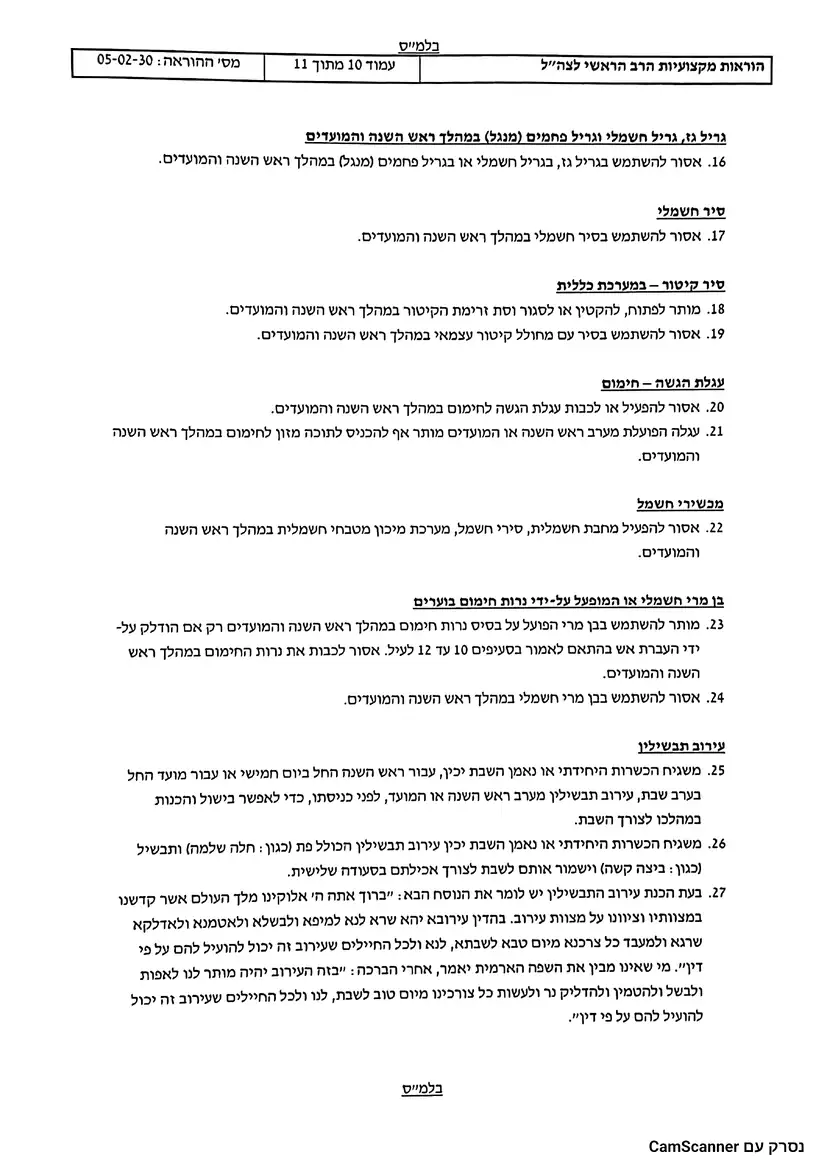 בלמ״ס
הוראות מקצועיות הרב הראשי לצה״ל עמוד 10 מתוך 11 מס׳ ההוראה: 05-02-30
גריל גז, גריל חשמלי וגריל פחמים (מנגל) במהלך ראש השנה והמועדים
16. אסור להשתמש בגריל גז, בגריל חשמלי או בגריל פחמים (מנגל) במהלך ראש השנה והמועדים.
סיר חשמלי
17. אסור להשתמש בסיר חשמלי במהלך ראש השנה והמועדים.
סיר קיטור – במערכת כללית
18. מותר לפתוח, להקטין או לסגור וסת זרימת הקיטור במהלך ראש השנה והמועדים.
19. אסור להשתמש בסיר עם מחולל קיטור עצמאי במהלך ראש השנה והמועדים.
עגלת הגשה – חימום
20. אסור להפעיל או לכבות עגלת הגשה לחימום במהלך ראש השנה והמועדים.
21. עגלה הפועלת מערב ראש השנה או המועדים מותר אף להכניס לתוכה מזון לחימום במהלך ראש השנה
והמועדים.
מכשירי חשמל
22. אסור להפעיל מחבת חשמלית, סירי חשמל, מערכת מיכון מטבחי חשמלית במהלך ראש השנה
והמועדים.
בן מרי חשמלי או המופעל על-ידי נרות חימום בוערים
23. מותר להשתמש בבן מרי הפועל על בסיס נרות חימום במהלך ראש השנה והמועדים רק אם הודלק על-
ידי העברת אש בהתאם לאמור בסעיפים 10 עד 12 לעיל. אסור לכבות את נרות החימום במהלך ראש
השנה והמועדים.
24. אסור להשתמש בבן מרי חשמלי במהלך ראש השנה והמועדים.
עירוב תבשילין
25. משגיח הכשרות היחידתי או נאמן השבת יכין, עבור ראש השנה החל ביום חמישי או עבור מועד החל
בערב שבת, עירוב תבשילין מערב ראש השנה או המועד, לפני כניסתו, כדי לאפשר בישול והכנות
במהלכו לצורך השבת.
26. משגיח הכשרות היחידתי או נאמן השבת יכין עירוב תבשילין הכולל פת (כגון: חלה שלמה) ותבשיל
(כגון: ביצה קשה) וישמור אותם לשבת לצורך אכילתם בסעודה שלישית.
27. בעת הכנת עירוב התבשילין יש לומר את הנוסח הבא: ״ברוך אתה ה׳ אלוקינו מלך העולם אשר קדשנו
במצוותיו וציוונו על מצוות עירוב. בהדין עירובא יהא שרא לנא למיפא ולבשלא ולאטמנא ולאדלקא
שרגא ולמעבד כל צרכנא מיום טבא לשבתא, לנא ולכל החיילים שעירוב זה יכול להועיל להם על פי
דין״. מי שאינו מבין את השפה הארמית יאמר, אחרי הברכה: ״בזה העירוב יהיה מותר לנו לאפות
ולבשל ולהטמין ולהדליק נר ולעשות כל צורכינו מיום טוב לשבת, לנו ולכל החיילים שעירוב זה יכול
להועיל להם על פי דין״.
בלמ״ס
נסרק עם CamScanner